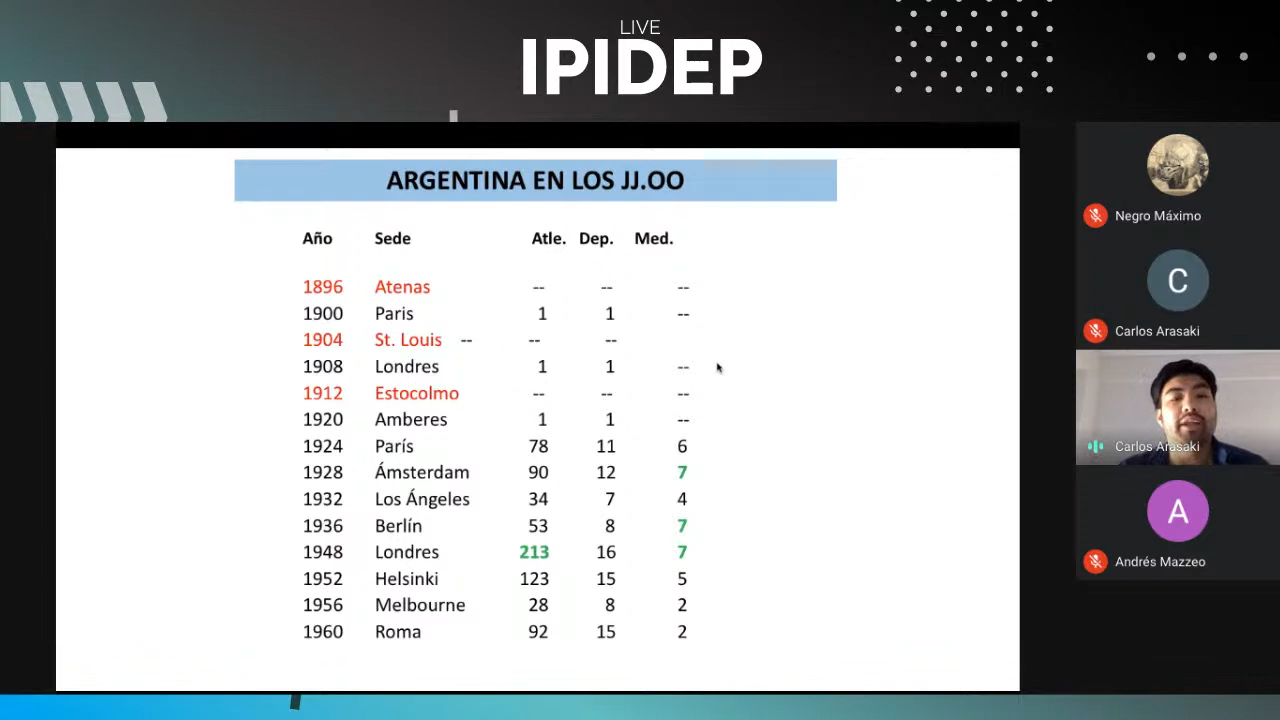 LIVE
IPIDEP
ARGENTINA EN LOS JJ.OO
Año Sede Atle. Dep. Med.
1896 Atenas -- -- --
1900 Paris 1 1 --
1904 St. Louis -- -- --
1908 Londres 1 1 --
1912 Estocolmo -- -- --
1920 Amberes 1 1 --
1924 París 78 11 6
1928 Ámsterdam 90 12 7
1932 Los Ángeles 34 7 4
1936 Berlín 53 8 7
1948 Londres 213 16 7
1952 Helsinki 123 15 5
1956 Melbourne 28 8 2
1960 Roma 92 15 2
Negro Máximo
C
Carlos Arasaki
Carlos Arasaki
A
Andrés Mazzeo